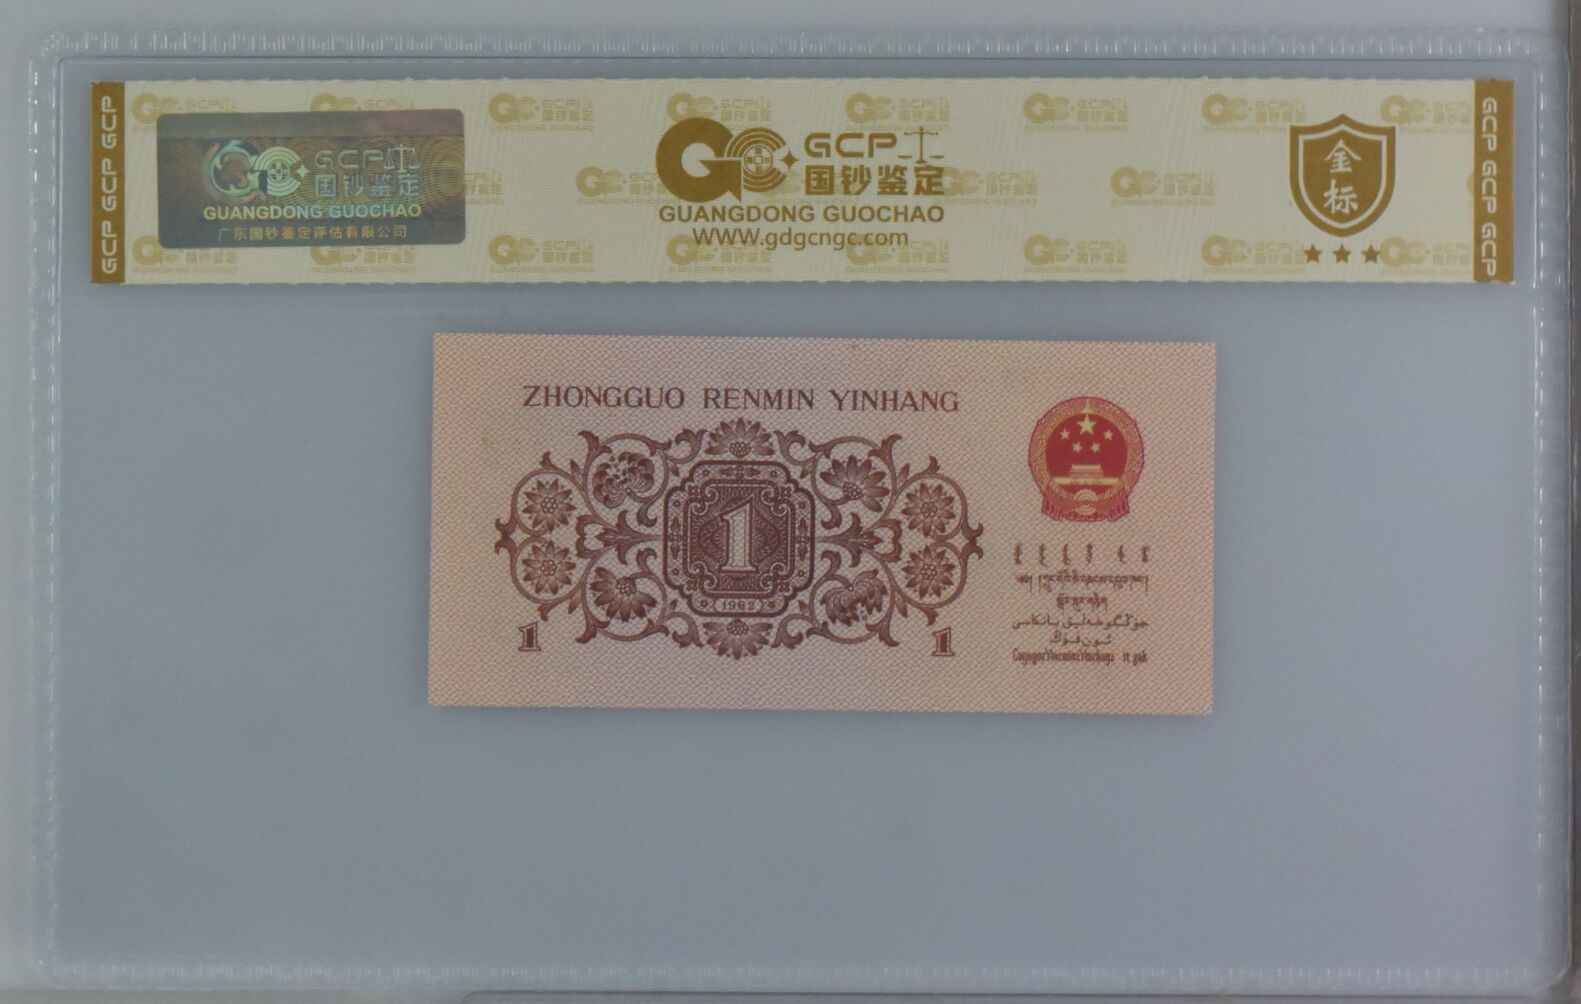 GCP GCP GCP
GCP
国钞鉴定
GUANGDONG GUOCHAO
广东国钞鉴定评估有限公司
GCP
国钞鉴定
GUANGDONG GUOCHAO
www.gdgcngc.com
金
标
GCP GCP GCP
ZHONGGUO RENMIN YINHANG
1
(1962)
1
1